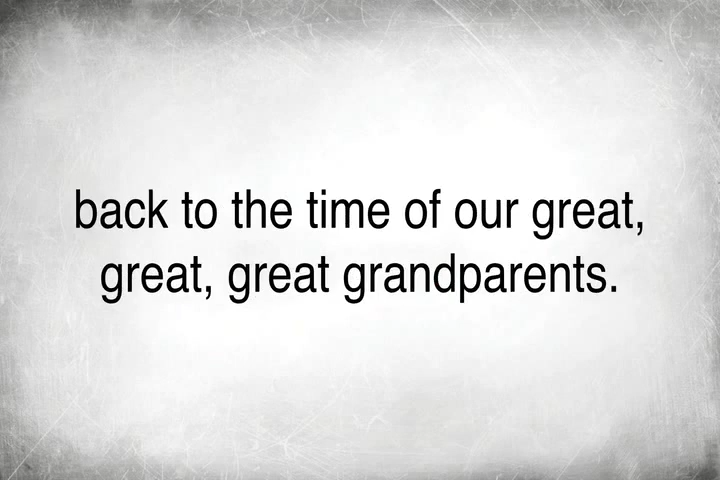 back to the time of our great,
great, great grandparents.